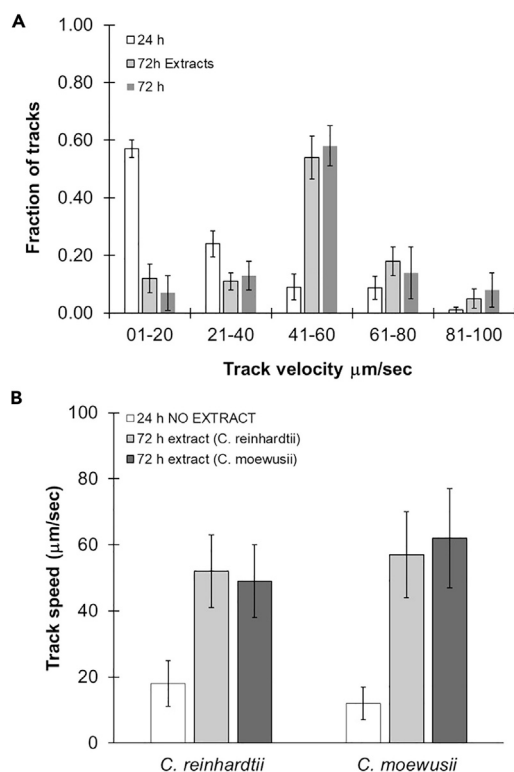 A
24 h
72h Extracts
72 h
Fraction of tracks
1.00
0.80
0.60
0.40
0.20
0.00
01-20 21-40 41-60 61-80 81-100
Track velocity μm/sec
B
24 h NO EXTRACT
72 h extract (C. reinhardtii)
72 h extract (C. moewusii)
Track speed (μm/sec)
100
80
60
40
20
0
C. reinhardtii C. moewusii